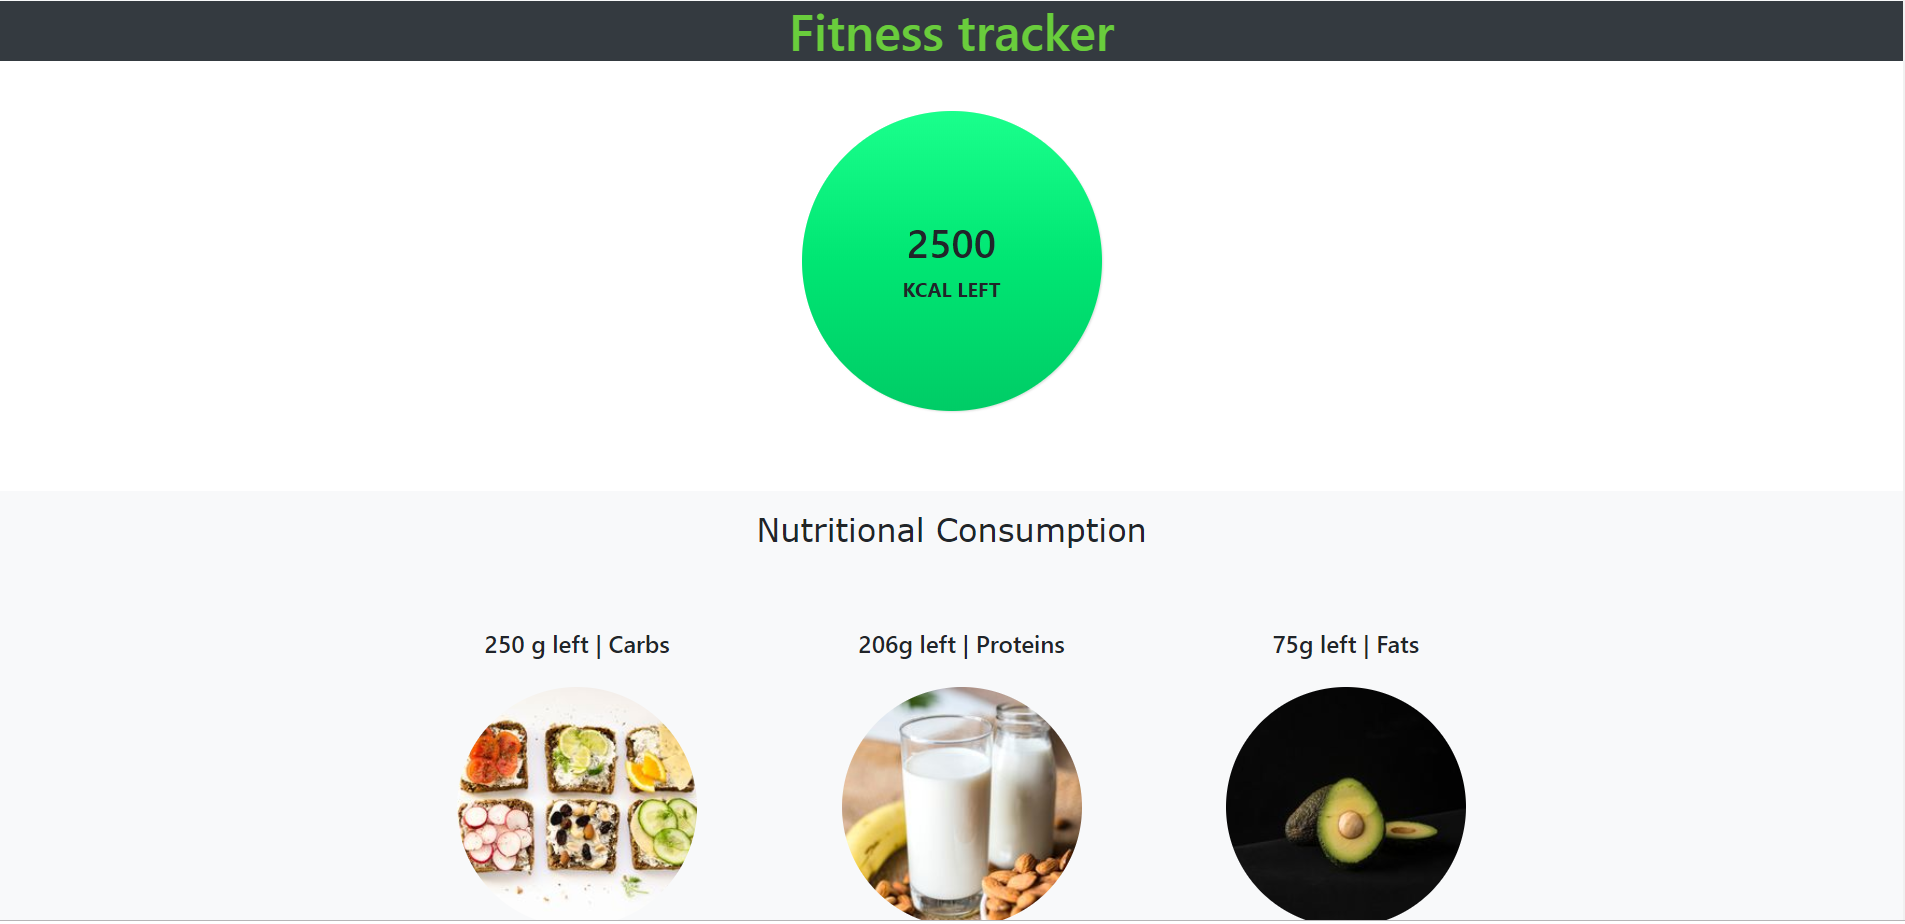 Fitness tracker
2500
KCAL LEFT
Nutritional Consumption
250 g left | Carbs
206g left | Proteins
75g left | Fats